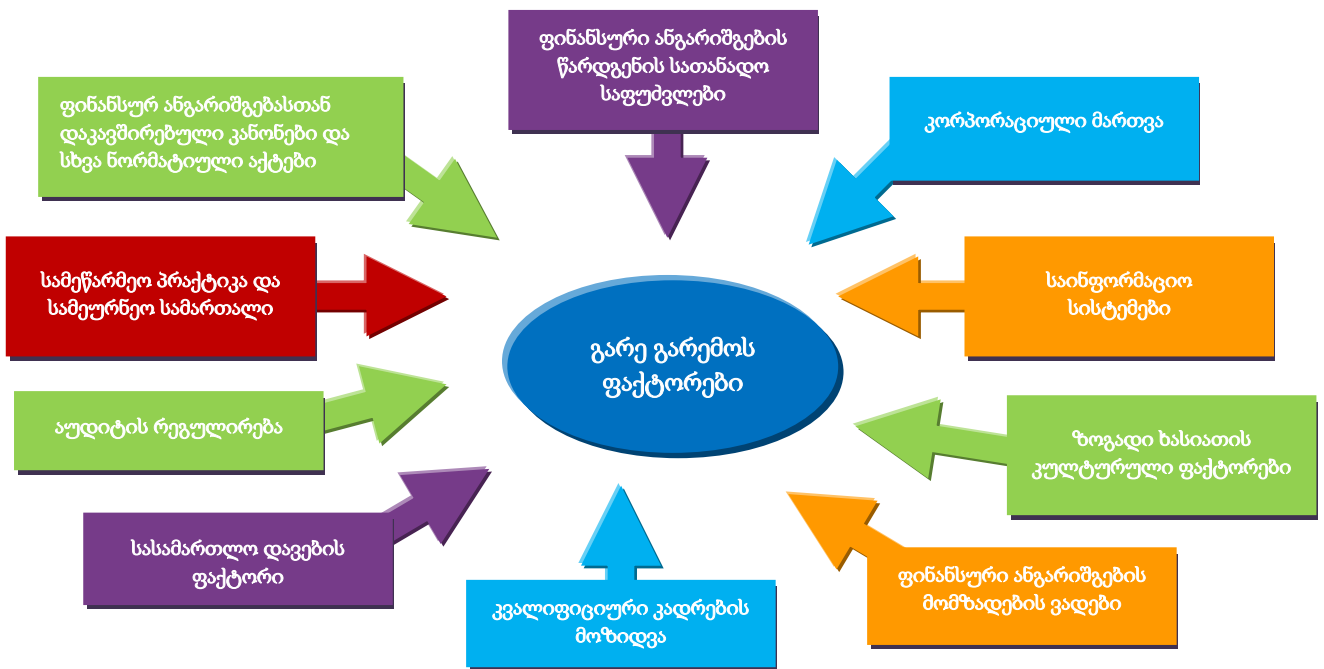 ფინანსური ანგარიშგების
წარდგენის სათანადო
საფუძვლები
ფინანსურ ანგარიშგებასთან
დაკავშირებული კანონები და
სხვა ნორმატიული აქტები
კორპორაციული მართვა
სამეწარმეო პრაქტიკა და
სამეურნეო სამართალი
საინფორმაციო
სისტემები
გარე გარემოს
ფაქტორები
აუდიტის რეგულირება
ზოგადი ხასიათის
კულტურული ფაქტორები
სასამართლო დავების
ფაქტორი
ფინანსური ანგარიშგების
მომზადების ვადები
კვალიფიციური კადრების
მოზიდვა